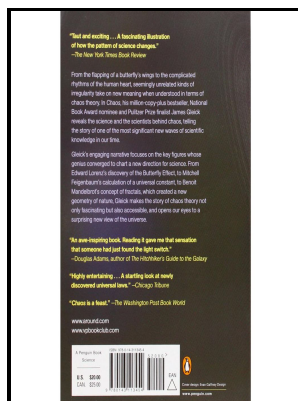 "Taut and exciting . . . A fascinating illustration
of how the pattern of science changes."
–The New York Times Book Review
From the flapping of a butterfly's wings to the complicated
rhythms of the human heart, seemingly unrelated kinds of
irregularity take on new meaning when understood in terms of
chaos theory. In Chaos, his million-copy-plus bestseller, National
Book Award nominee and Pulitzer Prize finalist James Gleick
reveals the science and the scientists behind chaos, telling
the story of one of the most significant new waves of scientific
knowledge in our time.
Gleick's engaging narrative focuses on the key figures whose
genius converged to chart a new direction for science. From
Edward Lorenz's discovery of the Butterfly Effect, to Mitchell
Feigenbaum's calculation of a universal constant, to Benoit
Mandelbrot's concept of fractals, which created a new
geometry of nature, Gleick makes the story of chaos theory not
only fascinating but also accessible, and opens our eyes to a
surprising new view of the universe.
"An awe-inspiring book. Reading it gave me that sensation
that someone had just found the light switch."
–Douglas Adams, author of The Hitchhiker's Guide to the Galaxy
"Highly entertaining . . . A startling look at newly
discovered universal laws." –Chicago Tribune
"Chaos is a feast." –The Washington Post Book World
www.around.com
www.vpbookclub.com
A Penguin Book
Science
U.S. $20.00
CAN. $25.00
EAN